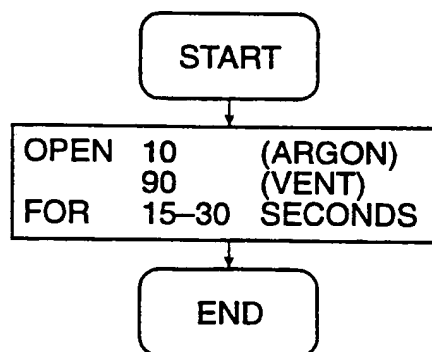 START
OPEN 10 (ARGON)
90 (VENT)
FOR 15–30 SECONDS
END